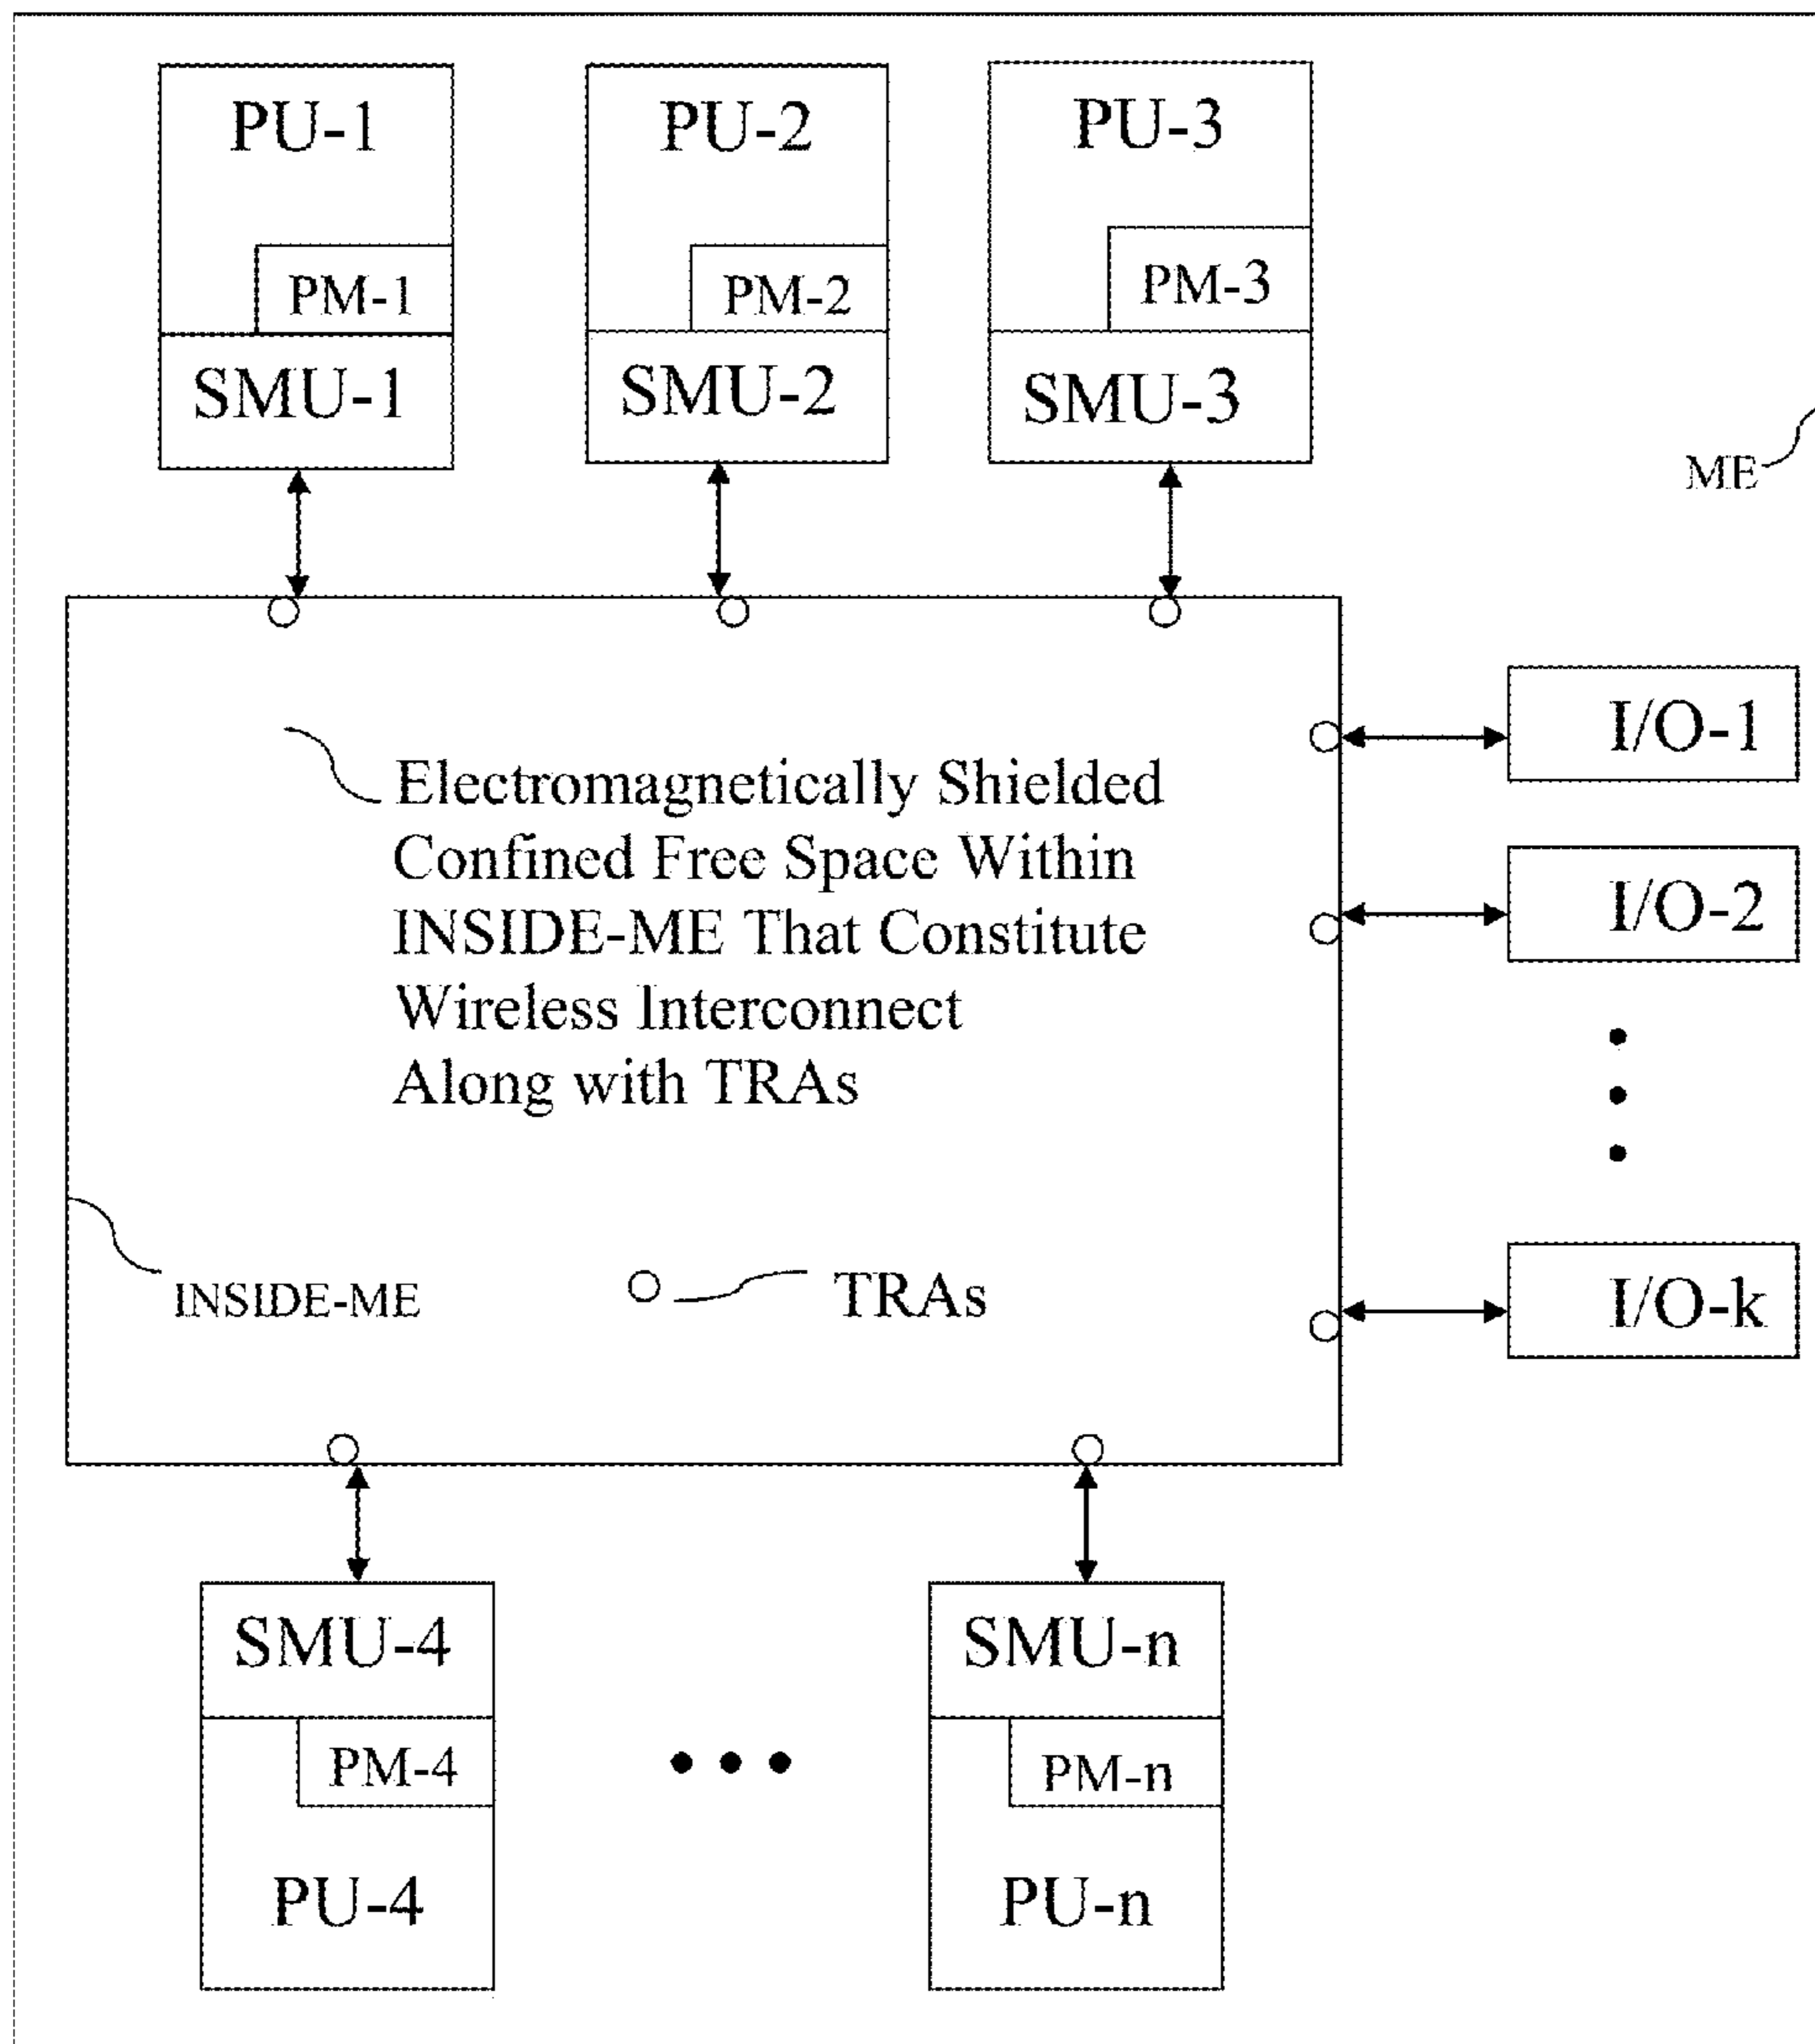 PU-1
PU-2
PU-3
PM-1
PM-2
PM-3
SMU-1
SMU-2
SMU-3
ME
I/O-1
Electromagnetically Shielded
Confined Free Space Within
INSIDE-ME That Constitute
Wireless Interconnect
Along with TRAs
I/O-2
INSIDE-ME
TRAs
I/O-k
SMU-4
SMU-n
PM-4
PM-n
PU-4
PU-n